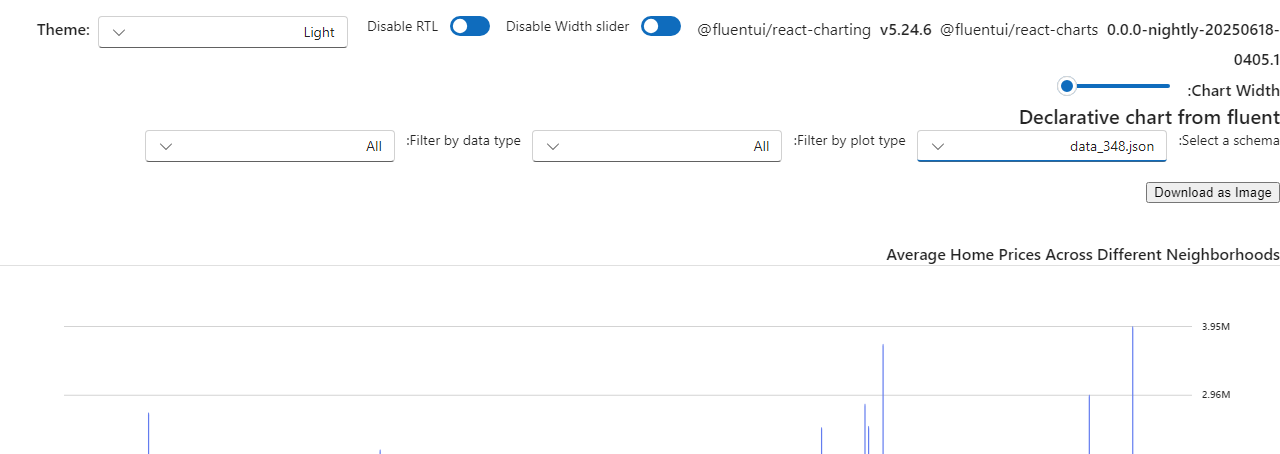 Theme: Light Disable RTL Disable Width slider @fluentui/react-charting v5.24.6 @fluentui/react-charts 0.0.0-nightly-20250618-
0405.1
:Chart Width
Declarative chart from fluent
:Select a schema data_348.json :Filter by plot type All :Filter by data type All
Download as Image
Average Home Prices Across Different Neighborhoods
3.95M
2.96M